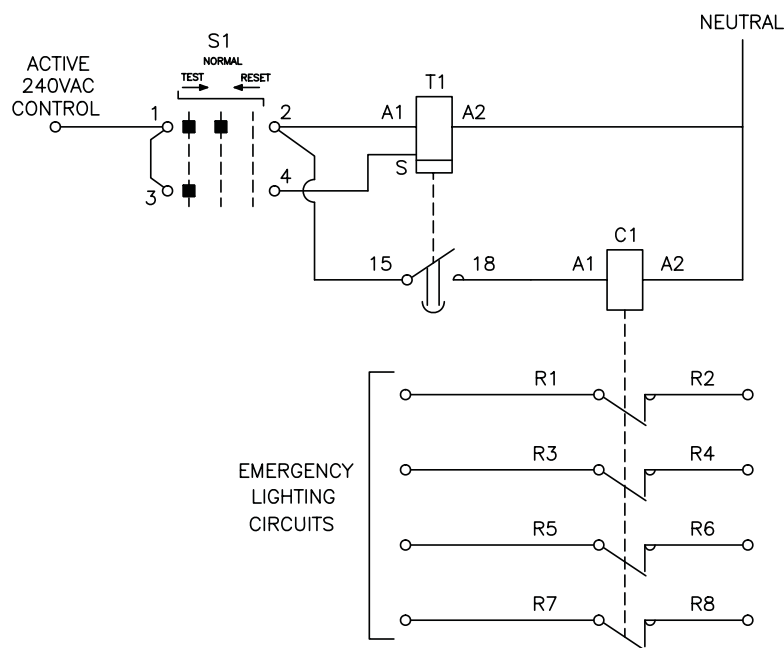 NEUTRAL
S1
NORMAL
TEST
RESET
ACTIVE
240VAC
CONTROL
T1
1
2
A1
A2
3
4
S
C1
15
18
A1
A2
R1
R2
R3
R4
EMERGENCY
LIGHTING
CIRCUITS
R5
R6
R7
R8